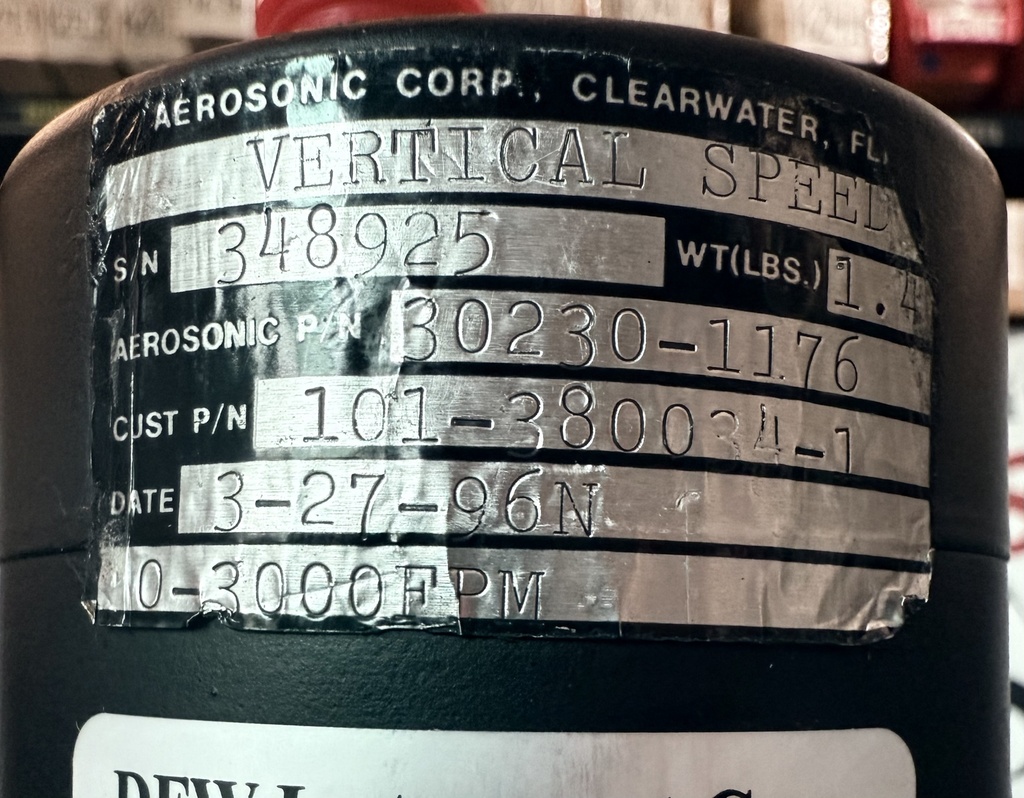 AEROSONIC CORP., CLEARWATER, FL.
VERTICAL SPEED
S/N 348925 WT(LBS.) 1.4
AEROSONIC P/N 30230-1176
CUST P/N 101-380034-1
DATE 3-27-96N
0-3000FPM
DFW